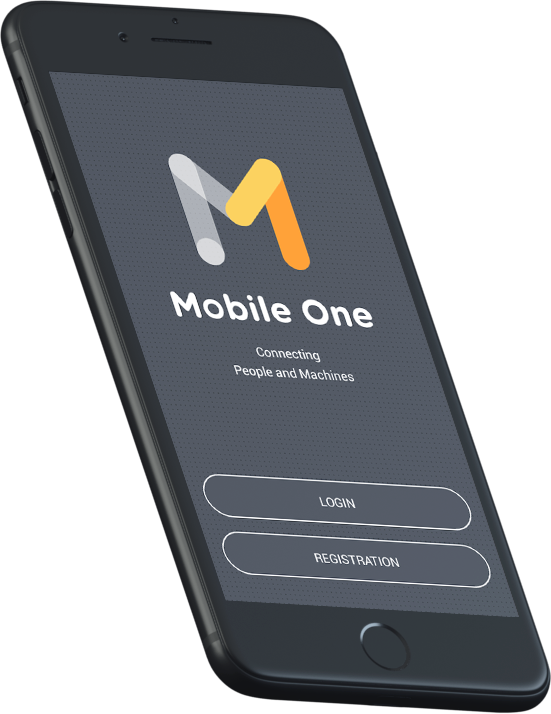 Mobile One
Connecting
People and Machines
LOGIN
REGISTRATION